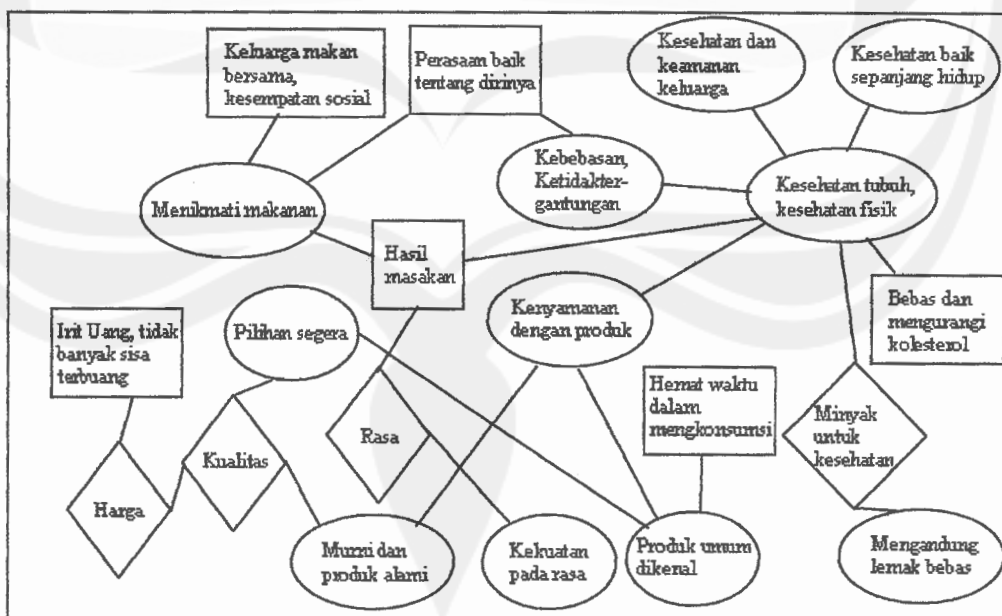 Keluarga makan
bersama,
kesempatan sosial
Perasaan baik
tentang dirinya
Kesehatan dan
keamanan
keluarga
Kesehatan baik
sepanjang hidup
Menikmati makanan
Kebebasan,
Ketidakter-
gantungan
Kesehatan tubuh,
kesehatan fisik
Hasil
masakan
Irit Uang, tidak
banyak sisa
terbuang
Pilihan segera
Kenyamanan
dengan produk
Bebas dan
mengurangi
kolesterol
Hemat waktu
dalam
mengkonsumsi
Harga
Kualitas
Rasa
Minyak
untuk
kesehatan
Murni dan
produk alami
Kekuatan
pada rasa
Produk umum
dikenal
Mengandung
lemak bebas